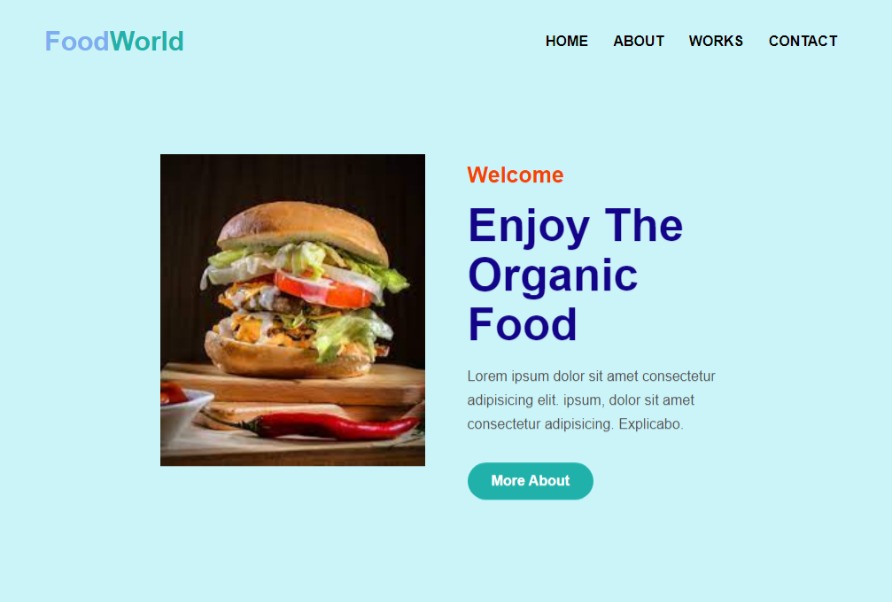 FoodWorld
HOME ABOUT WORKS CONTACT
Welcome
Enjoy The
Organic
Food
Lorem ipsum dolor sit amet consectetur
adipisicing elit. ipsum, dolor sit amet
consectetur adipisicing. Explicabo.
More About